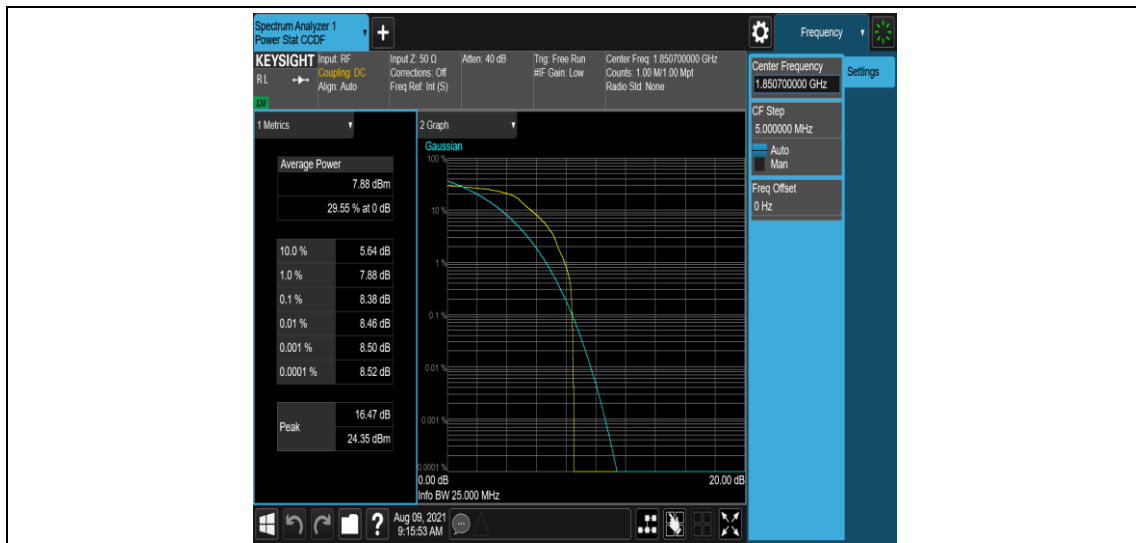 Spectrum Analyzer 1
Power Stat CCDF
+
Frequency
KEYSIGHT
RL
LXI
Input: RF
Coupling: DC
Align: Auto
Input Z: 50 Ω
Corrections: Off
Freq Ref: Int (S)
Atten: 40 dB
Trig: Free Run
#IF Gain: Low
Center Freq: 1.850700000 GHz
Counts: 1.00 M/1.00 Mpt
Radio Std: None
Center Frequency
1.850700000 GHz
Settings
CF Step
5.000000 MHz
Auto
Man
Freq Offset
0 Hz
1 Metrics
Average Power
7.88 dBm
29.55 % at 0 dB
10.0 % 5.64 dB
1.0 % 7.88 dB
0.1 % 8.38 dB
0.01 % 8.46 dB
0.001 % 8.50 dB
0.0001 % 8.52 dB
Peak
16.47 dB
24.35 dBm
2 Graph
Gaussian
100 %
10 %
1 %
0.1 %
0.01 %
0.001 %
0.0001 %
0.00 dB 20.00 dB
Info BW 25.000 MHz
?
Aug 09, 2021
9:15:53 AM